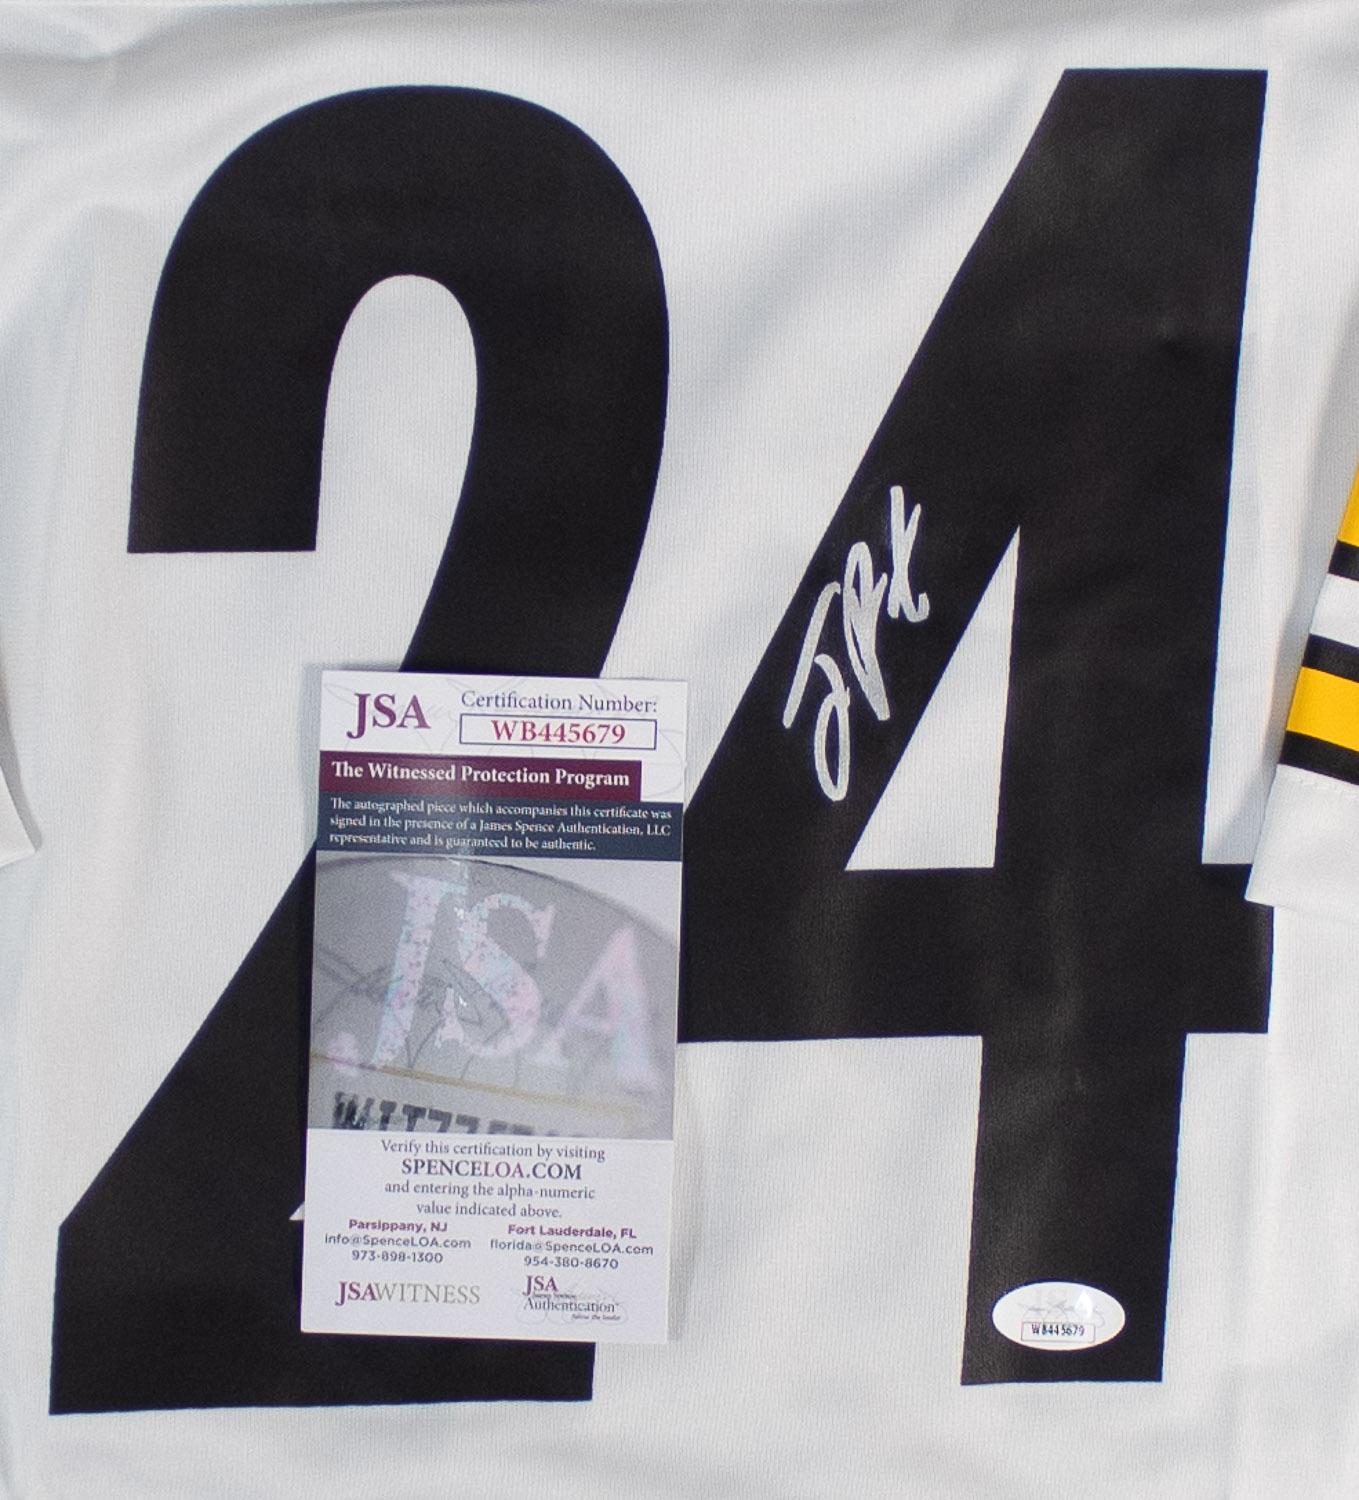 24
JSA
Certification Number:
WB445679
The Witnessed Protection Program
The autographed piece which accompanies this certificate was
signed in the presence of a James Spence Authentication, LLC
representative and is guaranteed to be authentic.
JSA
Verify this certification by visiting
SPENCELOA.COM
and entering the alpha-numeric
value indicated above.
Parsippany, NJ
info@SpenceLOA.com
973-898-1300
Fort Lauderdale, FL
florida@SpenceLOA.com
954-380-8670
JSAWITNESS
JSA
Authentication
follow the leader
WB445679